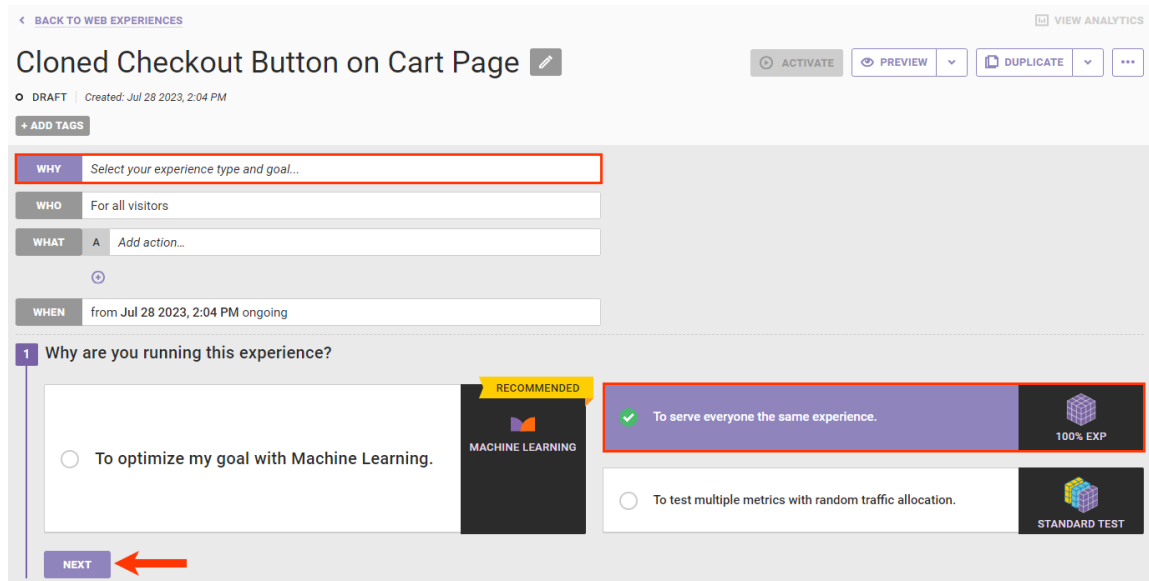 BACK TO WEB EXPERIENCES
VIEW ANALYTICS
Cloned Checkout Button on Cart Page
ACTIVATE
PREVIEW
DUPLICATE
DRAFT Created: Jul 28 2023, 2:04 PM
+ ADD TAGS
WHY Select your experience type and goal...
WHO For all visitors
WHAT A Add action...
WHEN from Jul 28 2023, 2:04 PM ongoing
1 Why are you running this experience?
RECOMMENDED
To optimize my goal with Machine Learning.
MACHINE LEARNING
To serve everyone the same experience.
100% EXP
To test multiple metrics with random traffic allocation.
STANDARD TEST
NEXT